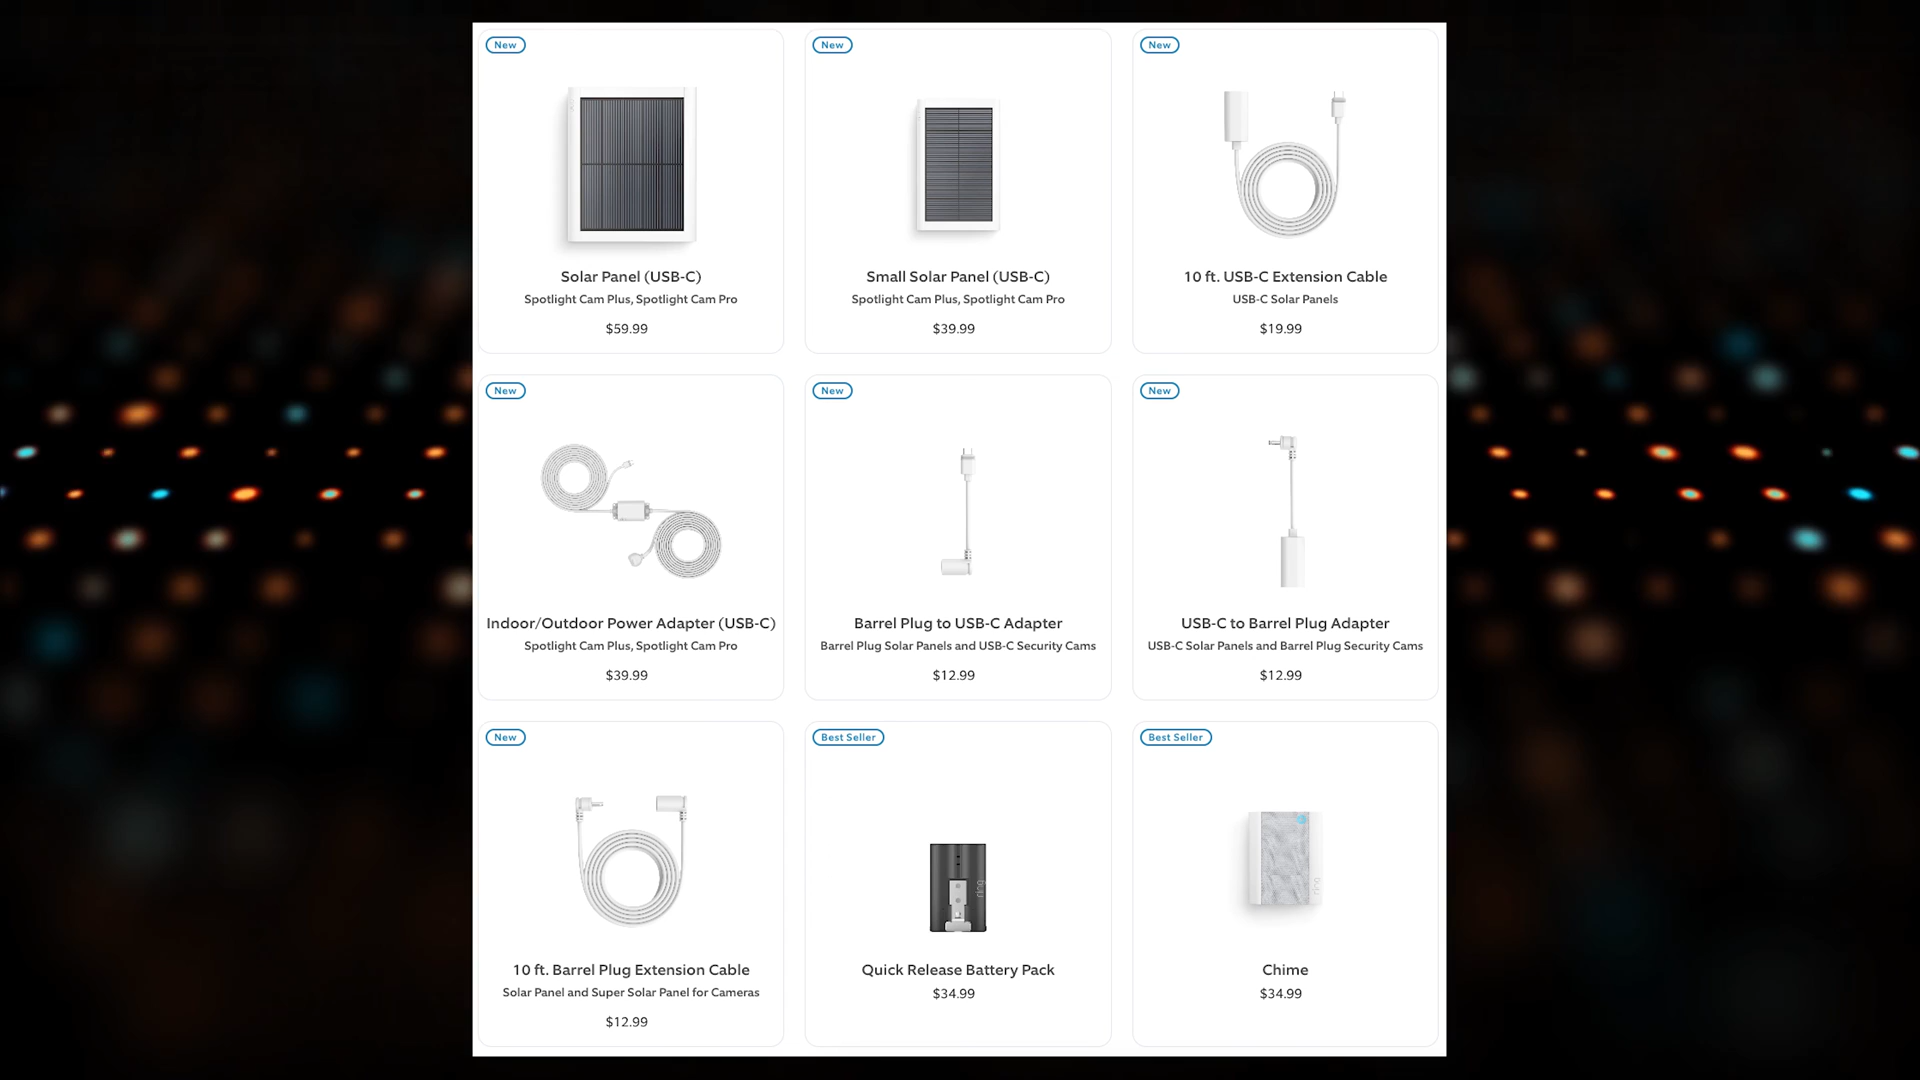 New
Solar Panel (USB-C)
Spotlight Cam Plus, Spotlight Cam Pro
$59.99
New
Small Solar Panel (USB-C)
Spotlight Cam Plus, Spotlight Cam Pro
$39.99
New
10 ft. USB-C Extension Cable
USB-C Solar Panels
$19.99
New
Indoor/Outdoor Power Adapter (USB-C)
Spotlight Cam Plus, Spotlight Cam Pro
$39.99
New
Barrel Plug to USB-C Adapter
Barrel Plug Solar Panels and USB-C Security Cams
$12.99
New
USB-C to Barrel Plug Adapter
USB-C Solar Panels and Barrel Plug Security Cams
$12.99
New
10 ft. Barrel Plug Extension Cable
Solar Panel and Super Solar Panel for Cameras
$12.99
Best Seller
ring
Quick Release Battery Pack
$34.99
Best Seller
ring
Chime
$34.99